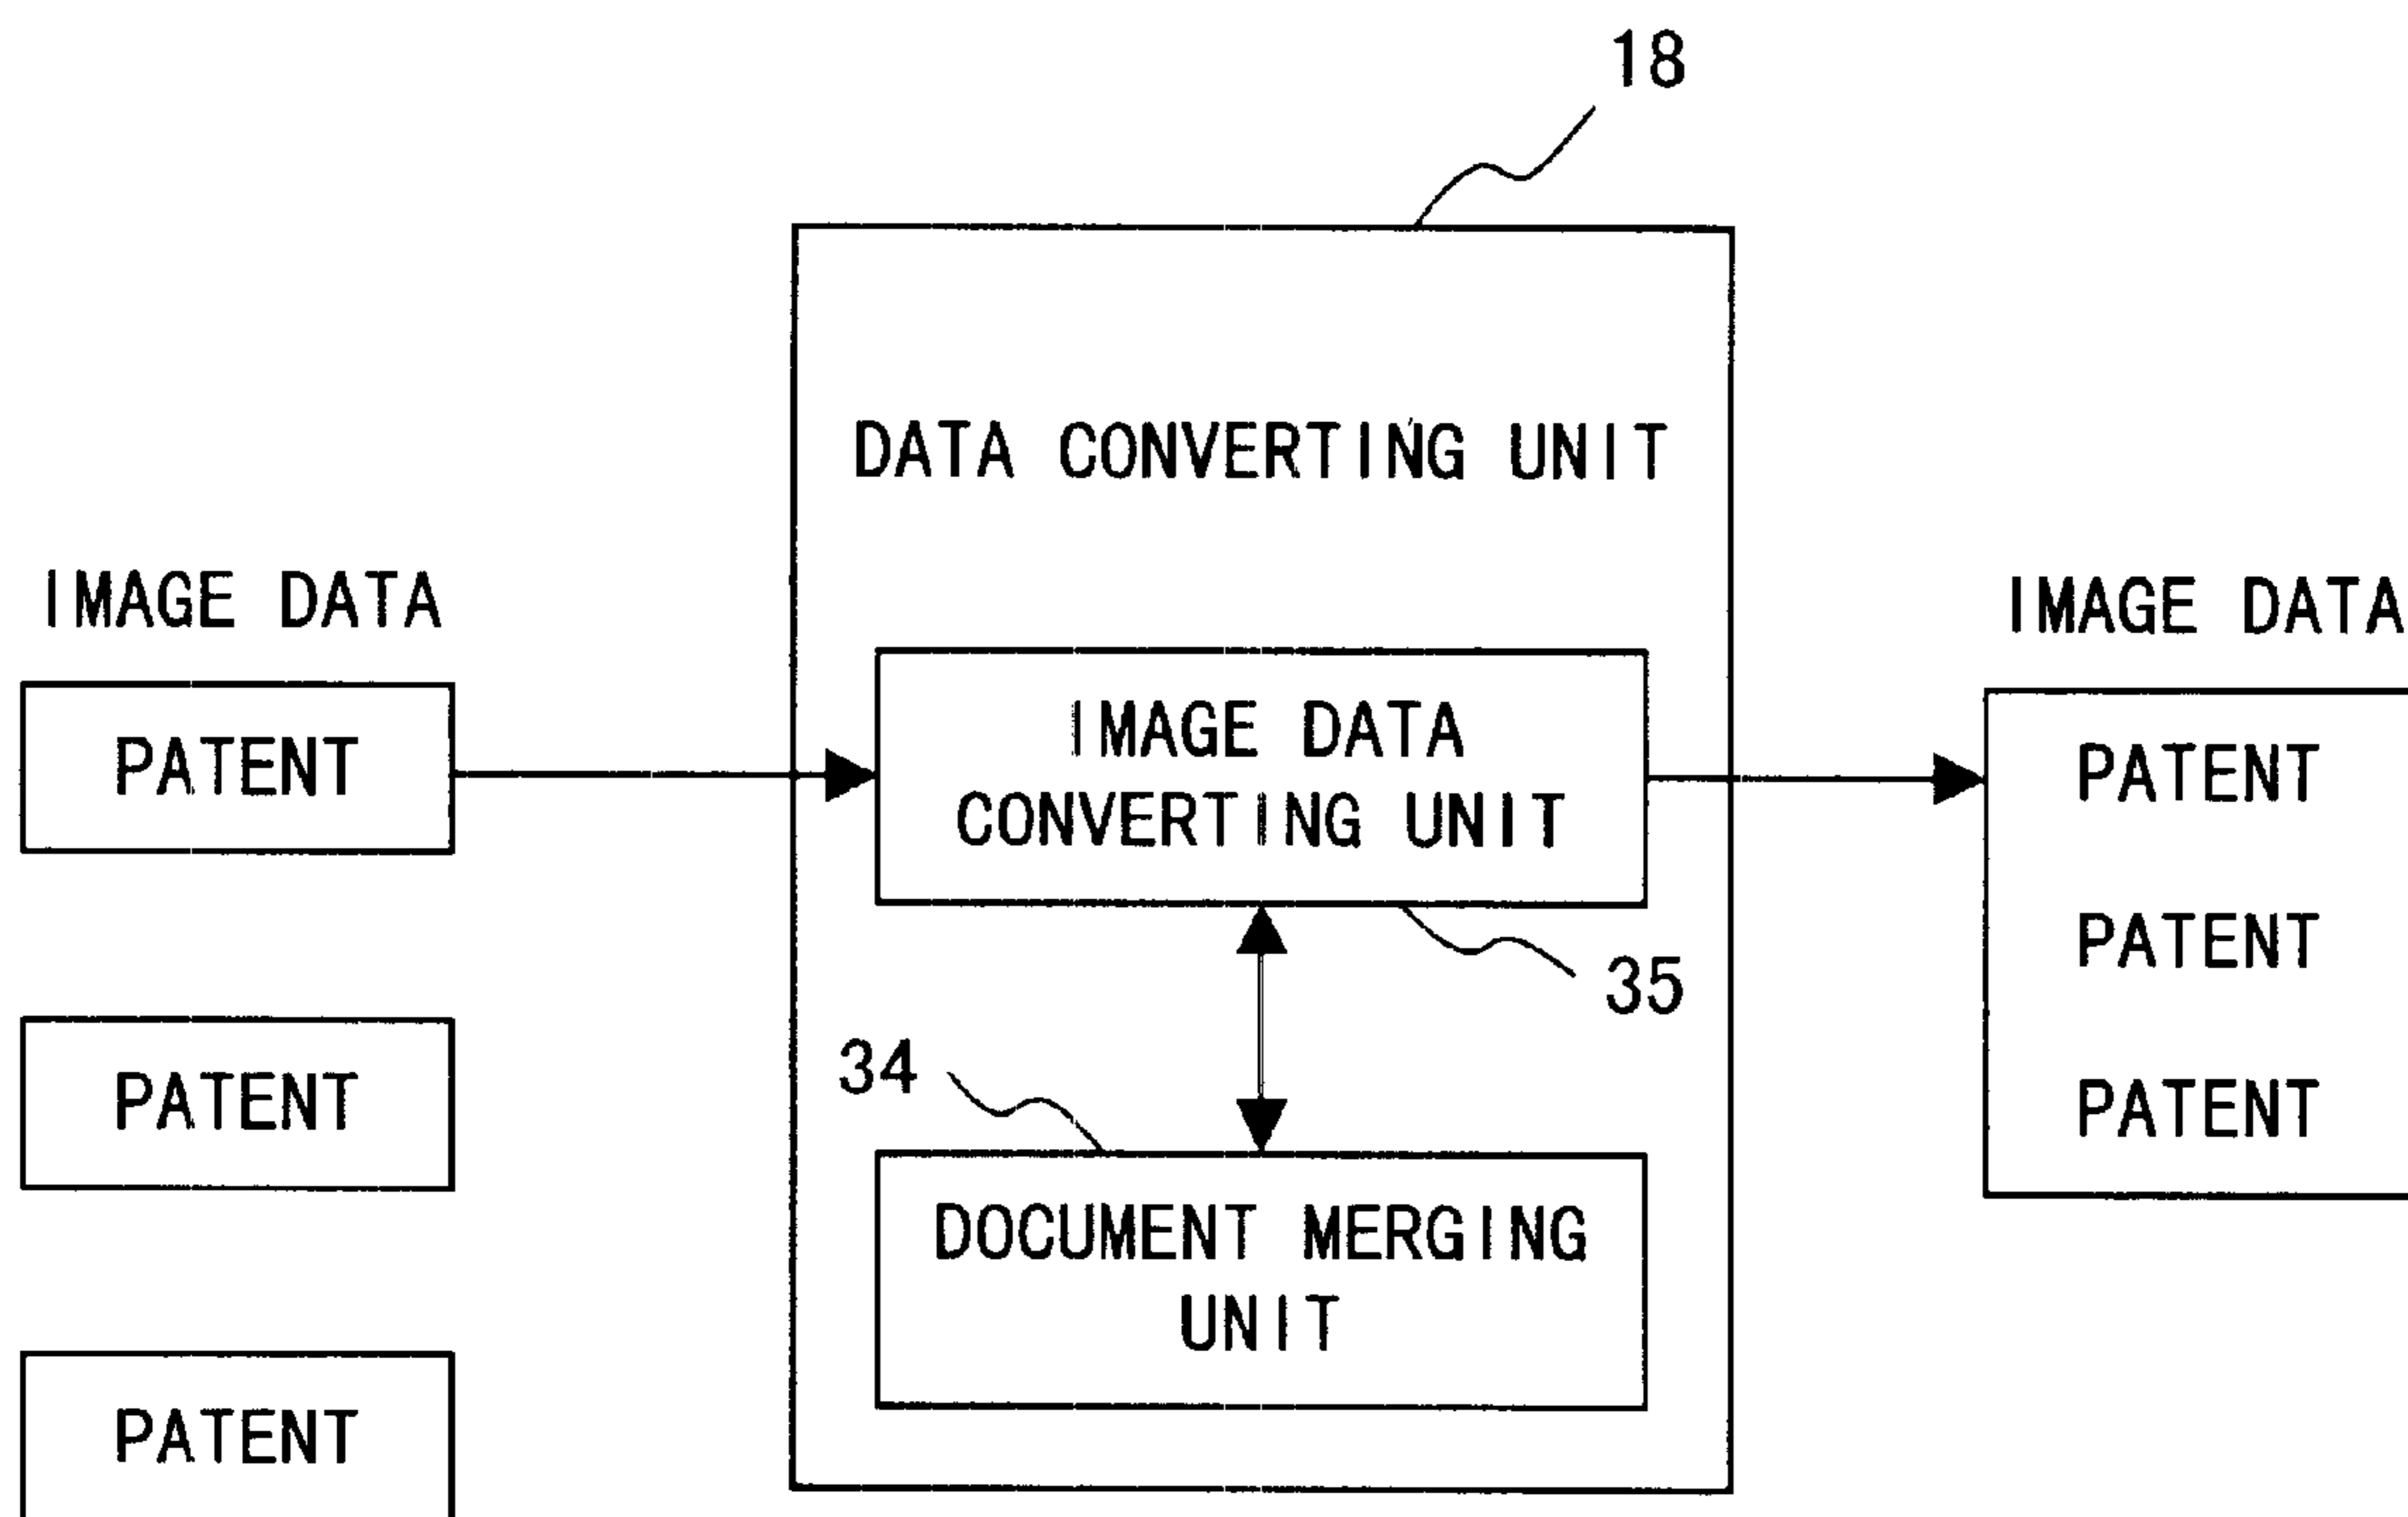 18
DATA CONVERTING UNIT
IMAGE DATA
PATENT
PATENT
PATENT
IMAGE DATA
CONVERTING UNIT
35
34
DOCUMENT MERGING
UNIT
IMAGE DATA
PATENT
PATENT
PATENT